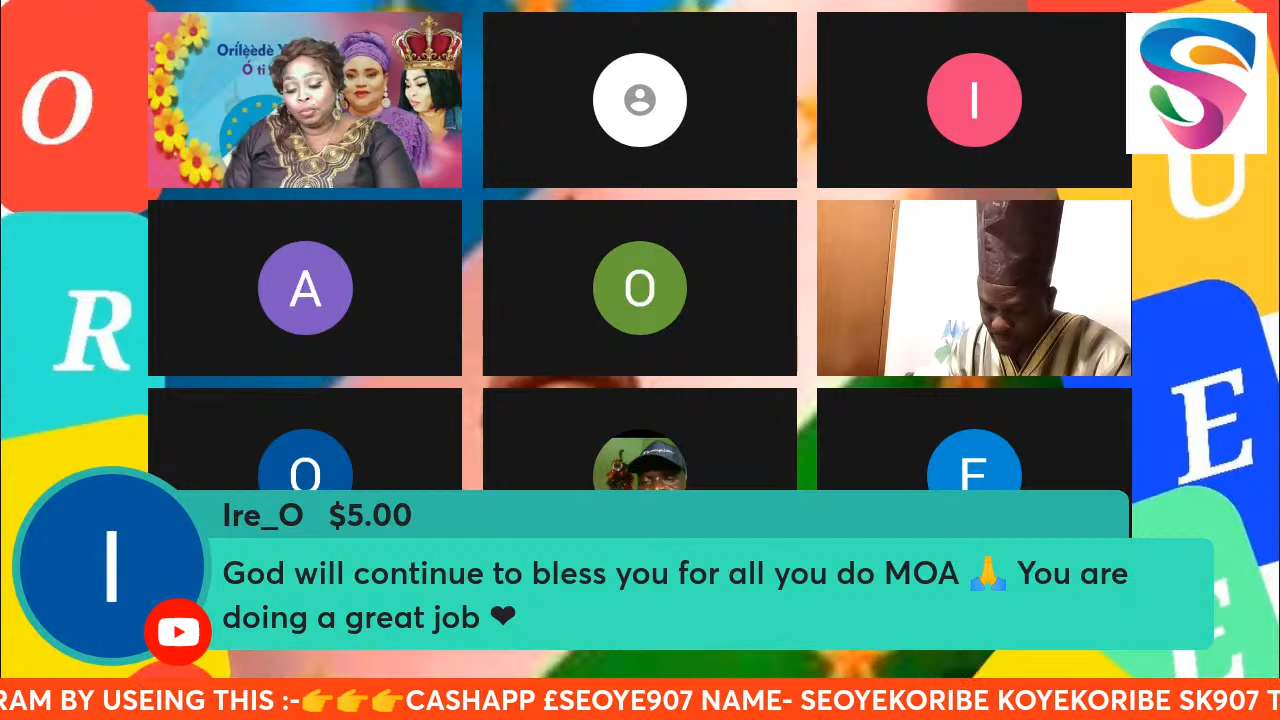 O
R
U
E
E
Orílẹ̀èdè Y
Ó ti
I
A
O
O
F
I
Ire_O $5.00
God will continue to bless you for all you do MOA 🙏 You are
doing a great job ❤
RAM BY USEING THIS :-👉👉👉CASHAPP £SEOYE907 NAME- SEOYEKORIBE KOYEKORIBE SK907 T